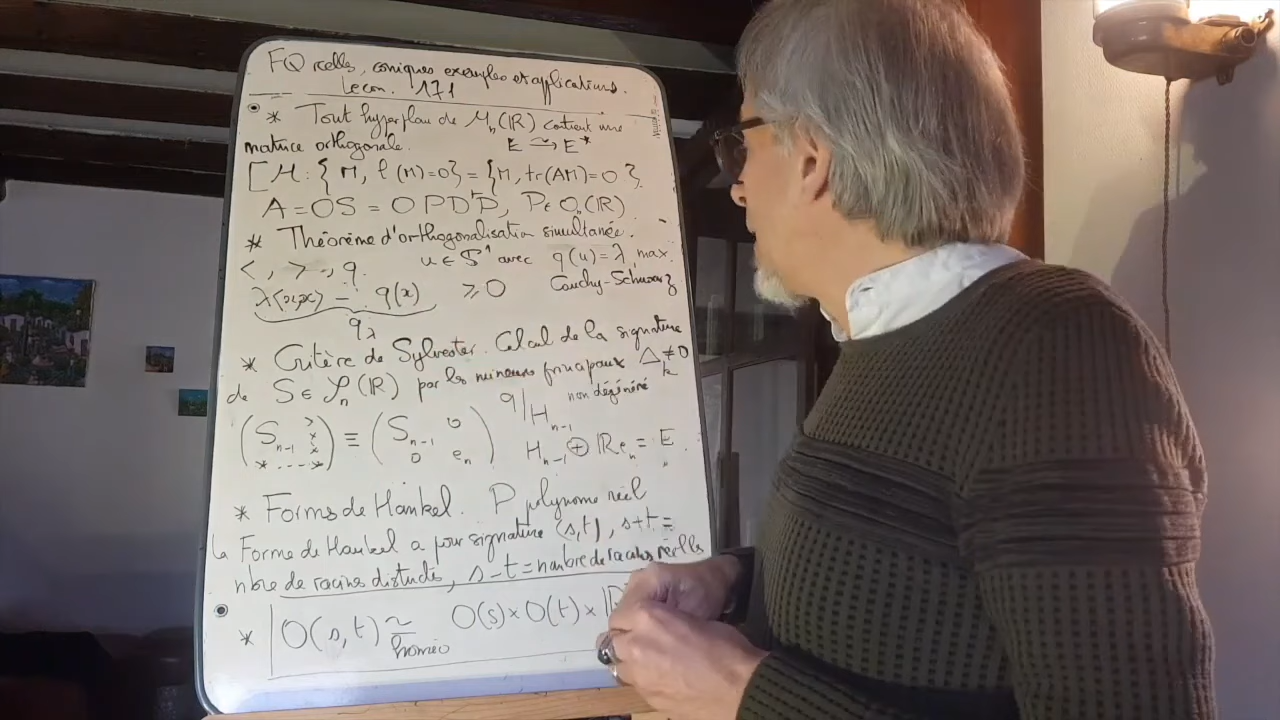 FQ réelles, coniques exemples et applications.
Leçon. 171
* Tout hyperplan de Mn(IR) contient une
matrice orthogonale. E ⥲ E*
[ H : { M, f(M)=0} = {M, tr(AM)=0 }.
A = OS = O P D ᵗP, P ∈ On(IR)
* Théorème d'orthogonalisation simultanée.
< , >, q. u ∈ S¹ avec q(u) = λ max.
λ(x,x) - q(x) ≥ 0 Cauchy-Schwarz
qλ
* Critère de Sylvester. Calcul de la signature
de S ∈ Sn(IR) par les mineurs principaux Δk ≠ 0
q/Hn-1 non dégénéré
(Sn-1 ⋮ * ---- *) ≡ (Sn-1 0 0 en) Hn-1 ⊕ IRen = E
* Formes de Hankel. P polynome réel
la Forme de Hankel a pour signature (s,t), s+t =
nbre de racines distinctes, s-t = nombre de racines réelles
* O(s,t) ≃ homéo O(s) × O(t) ×